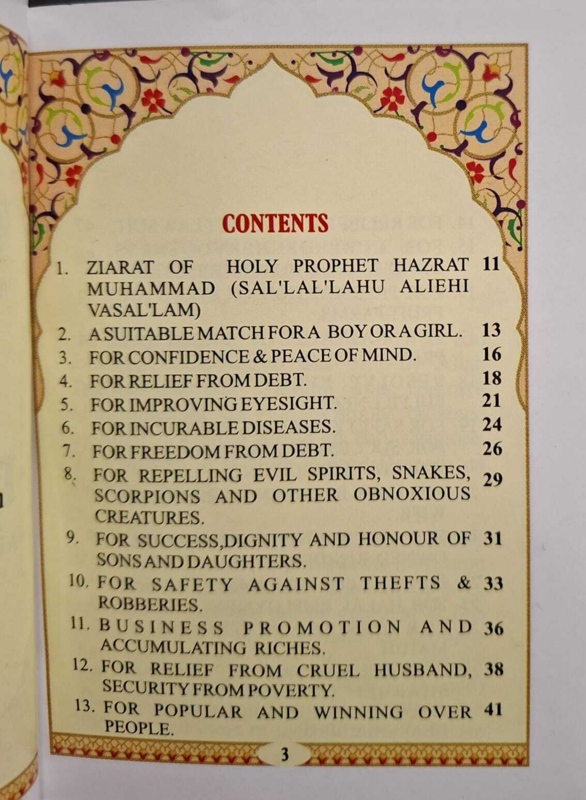 CONTENTS
1. ZIARAT OF HOLY PROPHET HAZRAT 11
MUHAMMAD (SAL'LAL'LAHU ALIEHI
VASAL'LAM)
2. A SUITABLE MATCH FOR A BOY OR A GIRL. 13
3. FOR CONFIDENCE & PEACE OF MIND. 16
4. FOR RELIEF FROM DEBT. 18
5. FOR IMPROVING EYESIGHT. 21
6. FOR INCURABLE DISEASES. 24
7. FOR FREEDOM FROM DEBT. 26
8. FOR REPELLING EVIL SPIRITS, SNAKES, 29
SCORPIONS AND OTHER OBNOXIOUS
CREATURES.
9. FOR SUCCESS,DIGNITY AND HONOUR OF 31
SONS AND DAUGHTERS.
10. FOR SAFETY AGAINST THEFTS & 33
ROBBERIES.
11. BUSINESS PROMOTION AND 36
ACCUMULATING RICHES.
12. FOR RELIEF FROM CRUEL HUSBAND, 38
SECURITY FROM POVERTY.
13. FOR POPULAR AND WINNING OVER 41
PEOPLE.
3